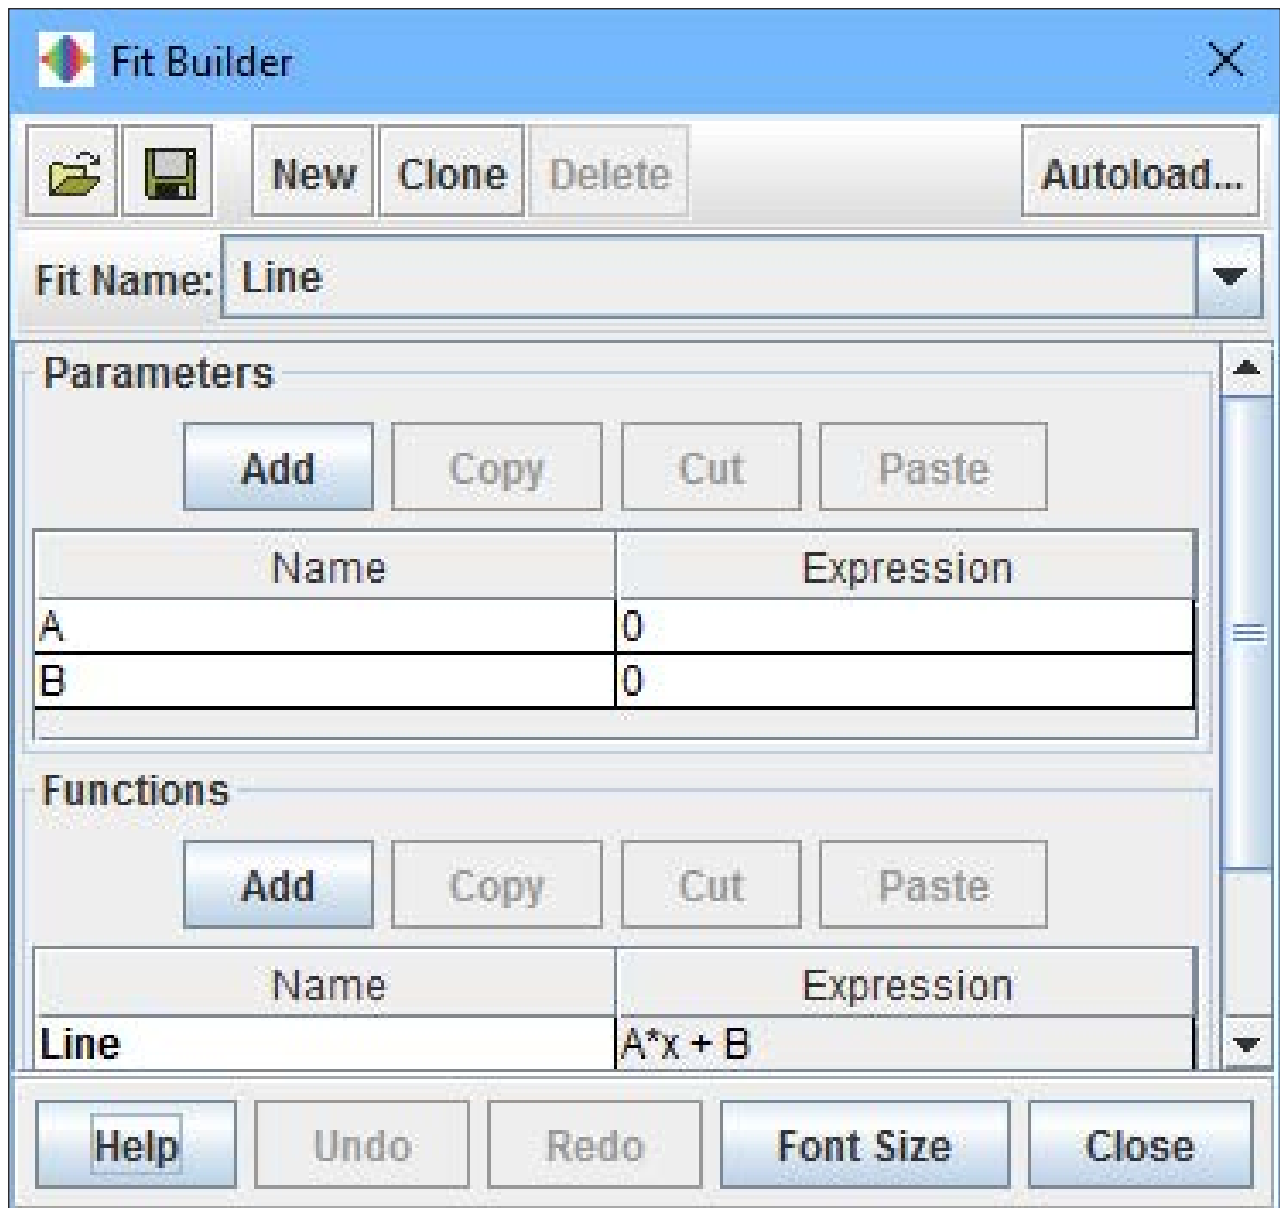 Fit Builder
New Clone Delete Autoload...
Fit Name: Line
Parameters
Add Copy Cut Paste
Name Expression
A 0
B 0
Functions
Add Copy Cut Paste
Name Expression
Line A*x + B
Help Undo Redo Font Size Close